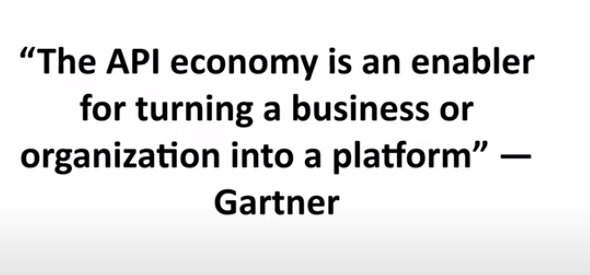 “The API economy is an enabler
for turning a business or
organization into a platform” —
Gartner